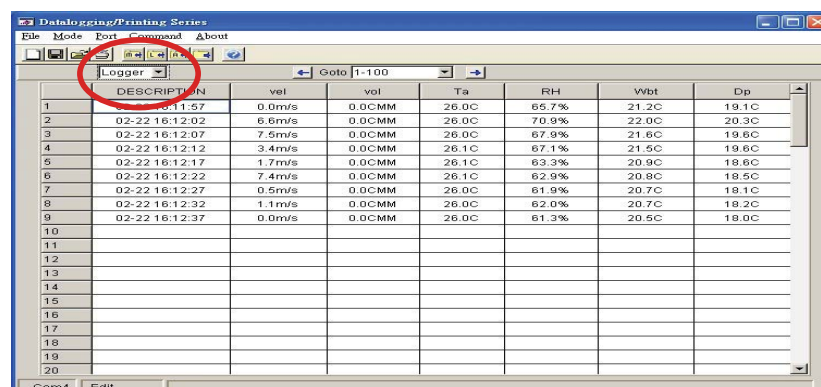 Datalogging/Printing Series
File Mode Port Command About
Logger Goto 1-100
DESCRIPTION vel vol Ta RH Wbt Dp
1 02-22 16:11:57 0.0m/s 0.0CMM 26.0C 65.7% 21.2C 19.1C
2 02-22 16:12:02 6.6m/s 0.0CMM 26.0C 70.9% 22.0C 20.3C
3 02-22 16:12:07 7.5m/s 0.0CMM 26.0C 67.9% 21.6C 19.6C
4 02-22 16:12:12 3.4m/s 0.0CMM 26.1C 67.1% 21.5C 19.6C
5 02-22 16:12:17 1.7m/s 0.0CMM 26.1C 63.3% 20.9C 18.6C
6 02-22 16:12:22 7.4m/s 0.0CMM 26.1C 62.9% 20.8C 18.5C
7 02-22 16:12:27 0.5m/s 0.0CMM 26.0C 61.9% 20.7C 18.1C
8 02-22 16:12:32 1.1m/s 0.0CMM 26.0C 62.0% 20.7C 18.2C
9 02-22 16:12:37 0.0m/s 0.0CMM 26.0C 61.3% 20.5C 18.0C
10
11
12
13
14
15
16
17
18
19
20
Com4 Edit